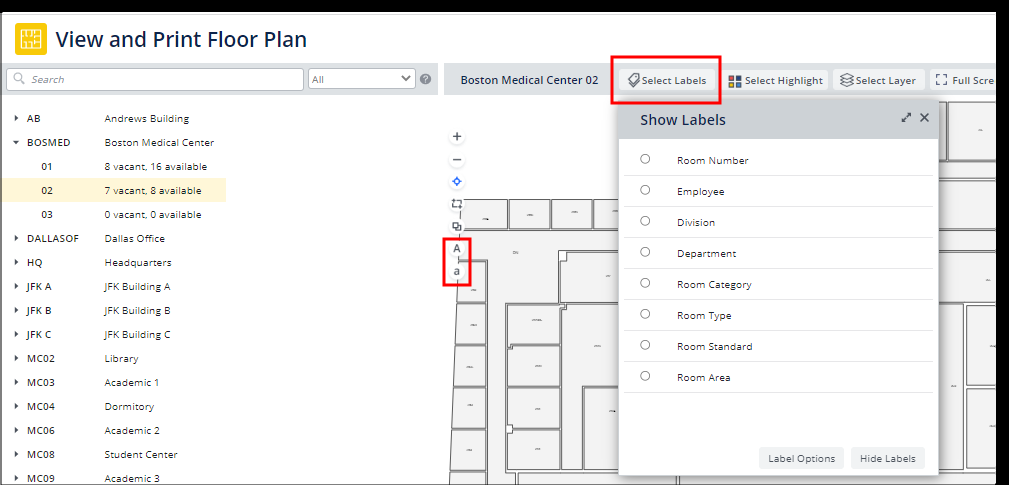 View and Print Floor Plan
Search
All
Boston Medical Center 02
Select Labels
Select Highlight
Select Layer
Full Scre
AB Andrews Building
BOSMED Boston Medical Center
01 8 vacant, 16 available
02 7 vacant, 8 available
03 0 vacant, 0 available
DALLASOF Dallas Office
HQ Headquarters
JFK A JFK Building A
JFK B JFK Building B
JFK C JFK Building C
MC02 Library
MC03 Academic 1
MC04 Dormitory
MC06 Academic 2
MC08 Student Center
MC09 Academic 3
A
a
Show Labels
Room Number
Employee
Division
Department
Room Category
Room Type
Room Standard
Room Area
Label Options
Hide Labels